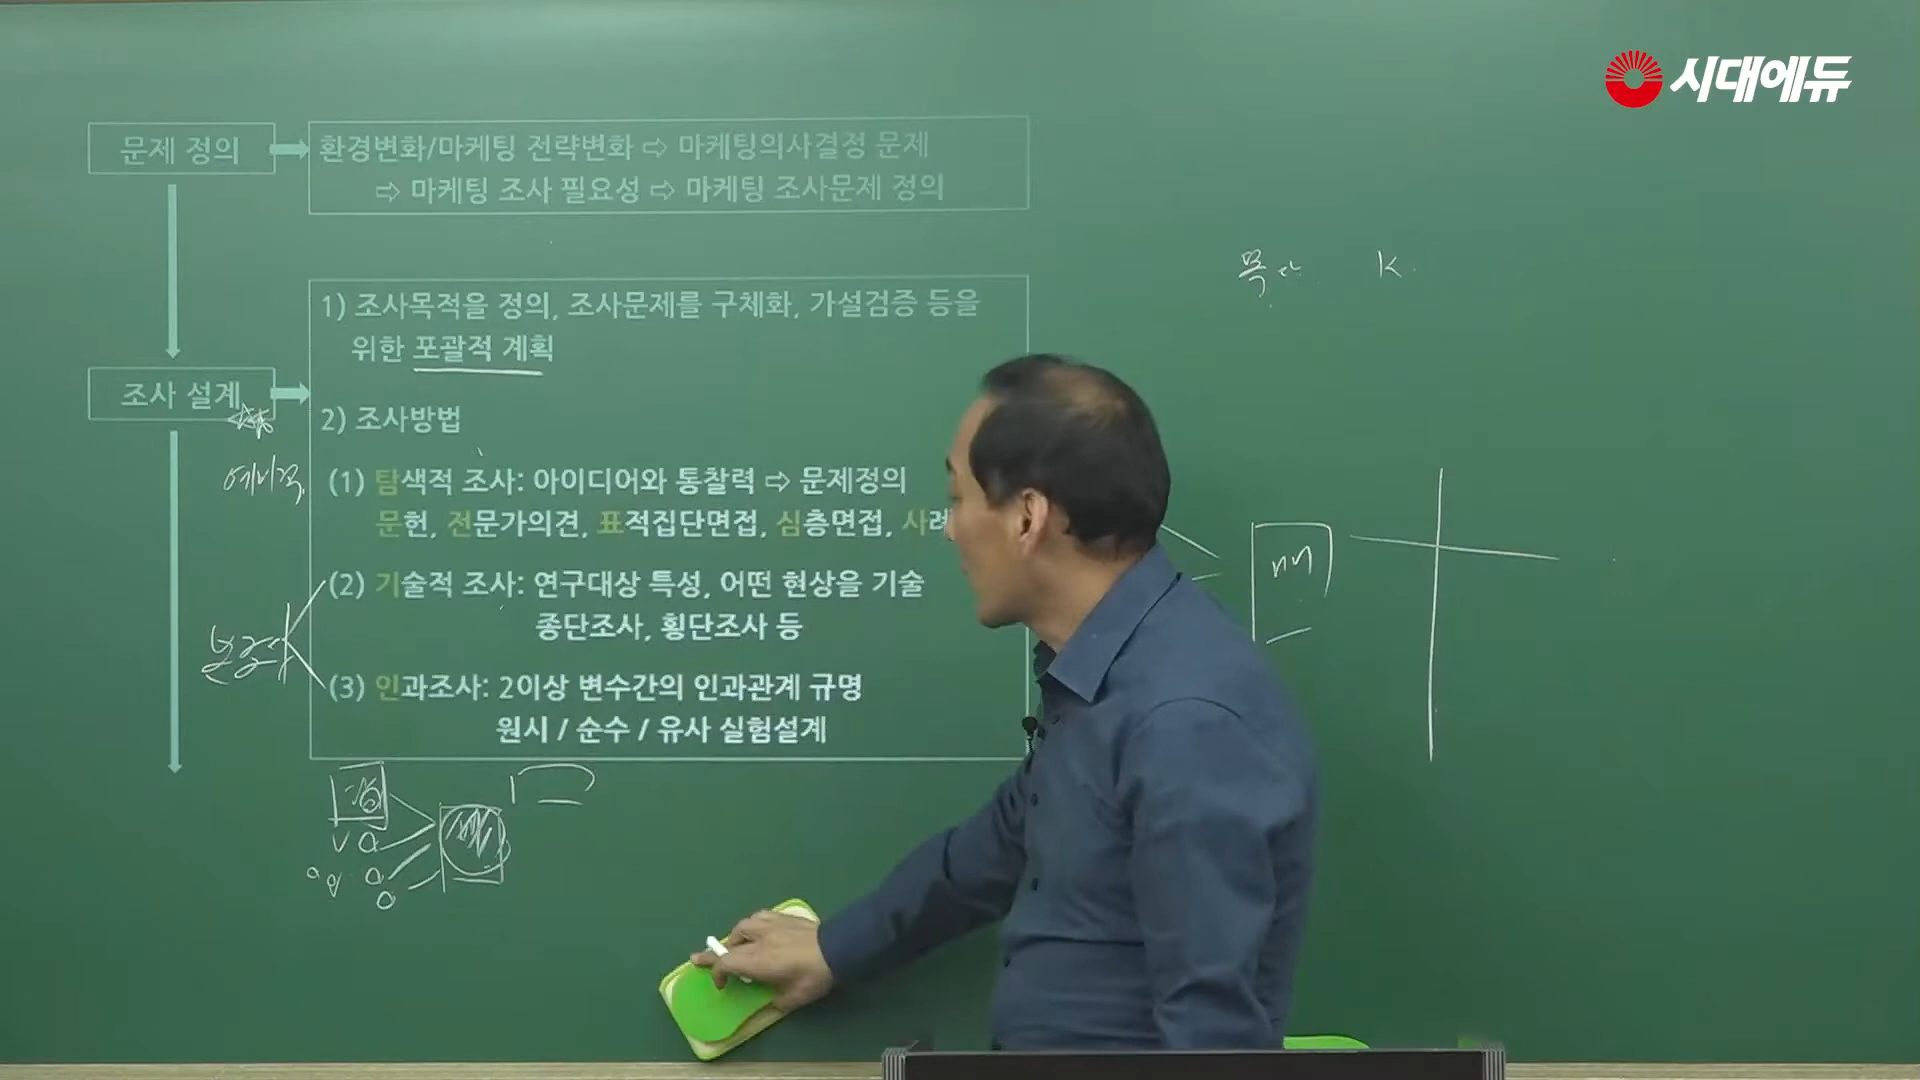 시대에듀
문제 정의
환경변화/마케팅 전략변화 ⇨ 마케팅의사결정 문제
⇨ 마케팅 조사 필요성 ⇨ 마케팅 조사문제 정의
1) 조사목적을 정의, 조사문제를 구체화, 가설검증 등을
위한 포괄적 계획
조사 설계
2) 조사방법
예비적
(1) 탐색적 조사: 아이디어와 통찰력 ⇨ 문제정의
문헌, 전문가의견, 표적집단면접, 심층면접, 사례
(2) 기술적 조사: 연구대상 특성, 어떤 현상을 기술
종단조사, 횡단조사 등
본조사
(3) 인과조사: 2이상 변수간의 인과관계 규명
원시 / 순수 / 유사 실험설계
K